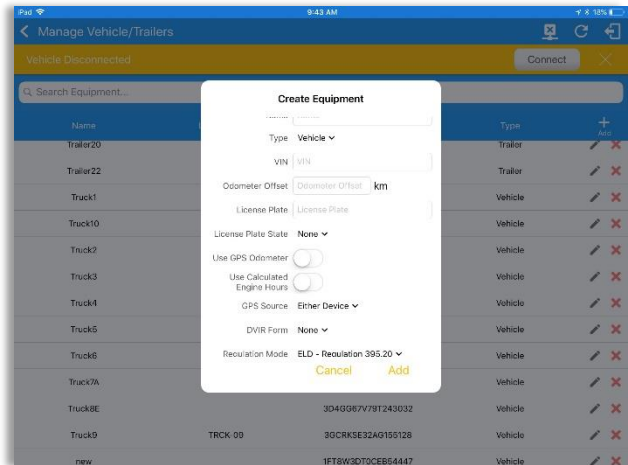 iPad
9:43 AM
18%
Manage Vehicle/Trailers
Vehicle Disconnected
Connect
Search Equipment...
Name
Type
Add
Create Equipment
Type Vehicle
VIN VIN
Odometer Offset Odometer Offset km
License Plate License Plate
License Plate State None
Use GPS Odometer
Use Calculated
Engine Hours
GPS Source Either Device
DVIR Form None
Regulation Mode ELD - Regulation 395.20
Cancel Add
Trailer20 Trailer
Trailer22 Trailer
Truck1 Vehicle
Truck10 Vehicle
Truck2 Vehicle
Truck3 Vehicle
Truck4 Vehicle
Truck5 Vehicle
Truck6 Vehicle
Truck7A Vehicle
Truck8E 3D4GG67V79T243032 Vehicle
Truck9 TRCK-09 3GCRKSE32AG155128 Vehicle
new 1FT8W3DT0CEB54447 Vehicle